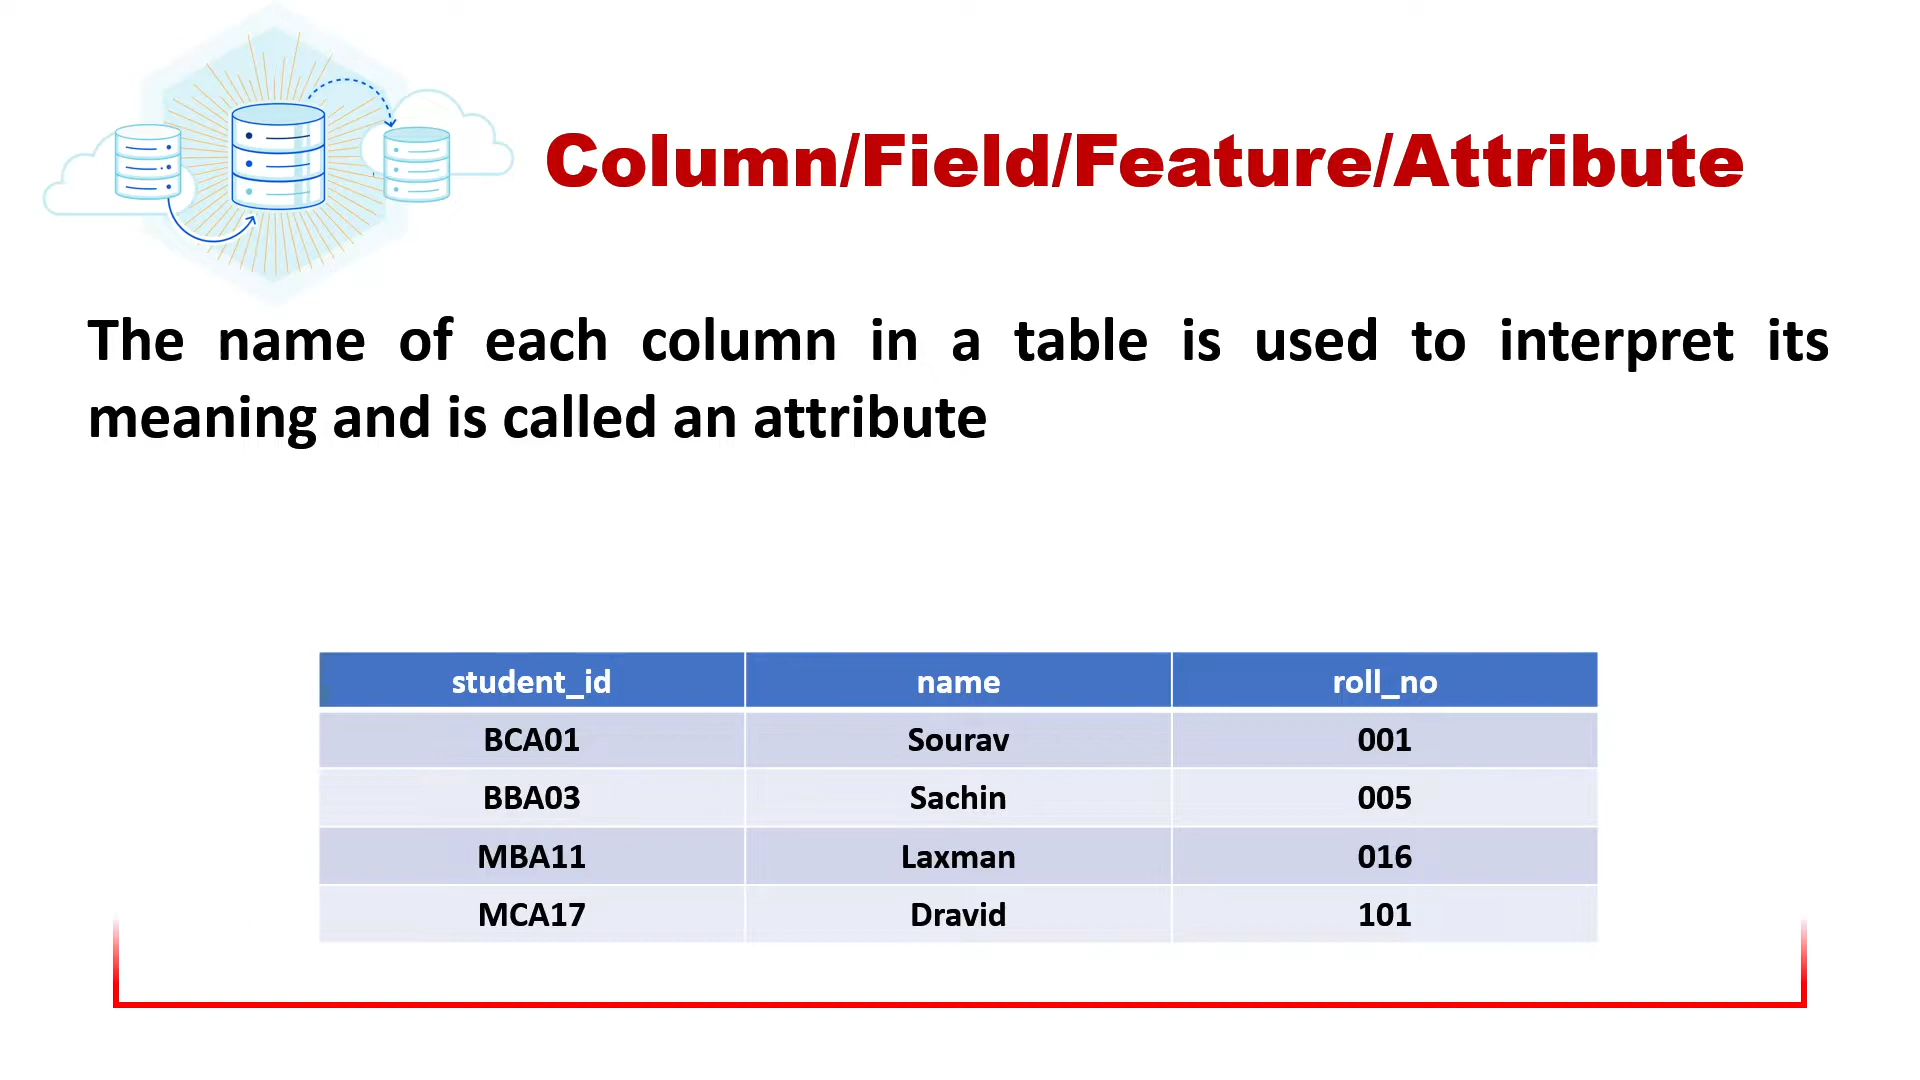 Column/Field/Feature/Attribute
The name of each column in a table is used to interpret its
meaning and is called an attribute
student_id name roll_no
BCA01 Sourav 001
BBA03 Sachin 005
MBA11 Laxman 016
MCA17 Dravid 101